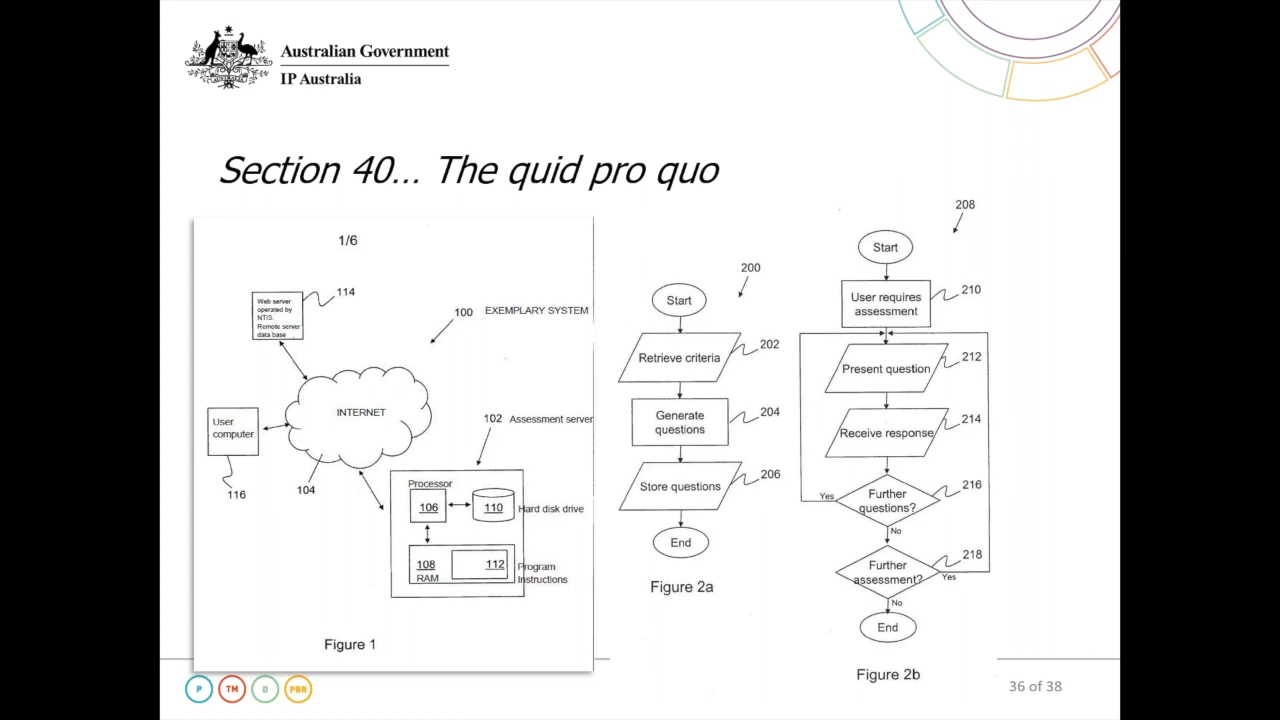 Australian Government
IP Australia
Section 40... The quid pro quo
1/6
Web server
operated by
NTIS.
Remote server
data base
114
100
EXEMPLARY SYSTEM
INTERNET
User
computer
116
104
102
Assessment server
Processor
106
110
Hard disk drive
108
RAM
112
Program
Instructions
Figure 1
200
Start
Retrieve criteria
202
Generate
questions
204
Store questions
206
End
Figure 2a
208
Start
User requires
assessment
210
Present question
212
Receive response
214
Further
questions?
216
Yes
No
Further
assessment?
218
Yes
No
End
Figure 2b
P
TM
D
PBR
36 of 38